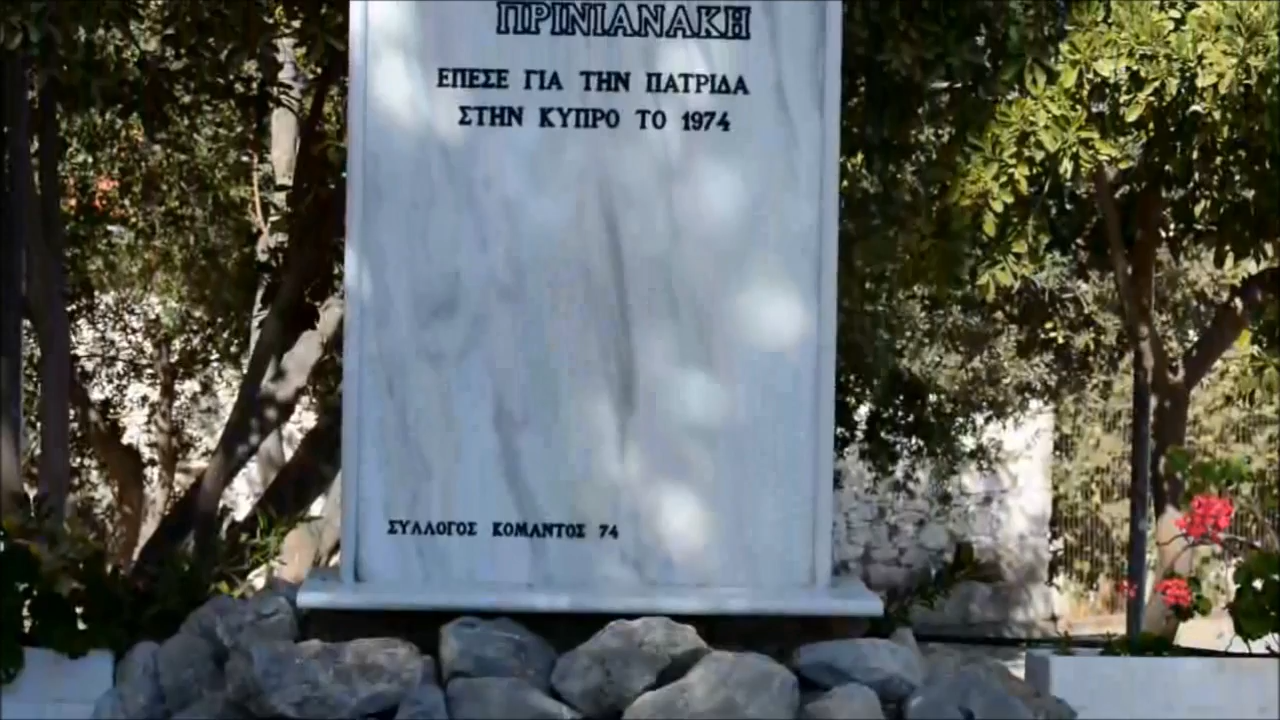 ΠΡΙΝΙΑΝΑΚΗ
ΕΠΕΣΕ ΓΙΑ ΤΗΝ ΠΑΤΡΙΔΑ
ΣΤΗΝ ΚΥΠΡΟ ΤΟ 1974
ΣΥΛΛΟΓΟΣ ΚΟΜΑΝΤΟΣ 74